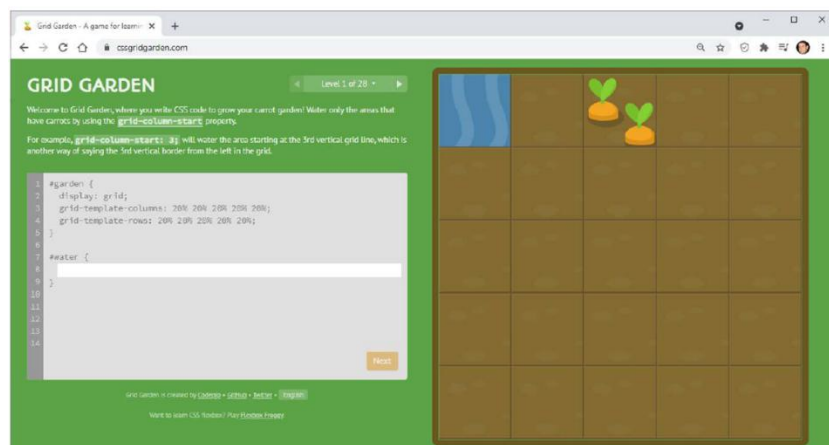 Grid Garden - A game for learnin
cssgridgarden.com
GRID GARDEN
Level 1 of 28
Welcome to Grid Garden, where you write CSS code to grow your carrot garden! Water only the areas that
have carrots by using the grid-column-start property.
For example, grid-column-start: 3; will water the area starting at the 3rd vertical grid line, which is
another way of saying the 3rd vertical border from the left in the grid.
1 #garden {
2 display: grid;
3 grid-template-columns: 20% 20% 20% 20% 20%;
4 grid-template-rows: 20% 20% 20% 20% 20%;
5 }
6
7 #water {
8
9 }
10
11
12
13
14
Next
Grid Garden is created by Codepip • GitHub • Twitter • English
Want to learn CSS flexbox? Play Flexbox Froggy